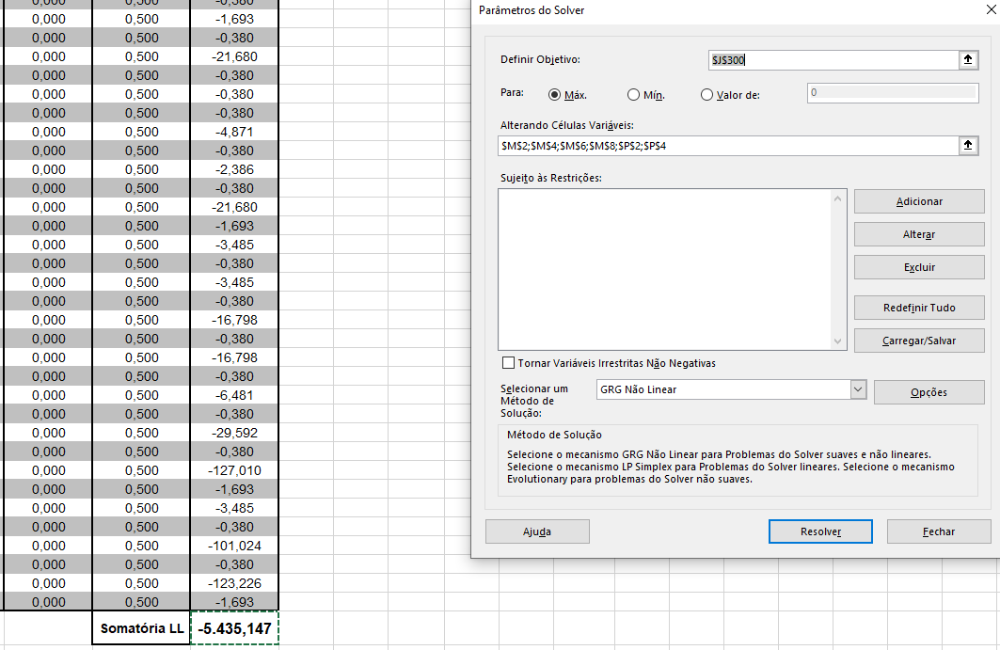 0,000 0,500 -0,380
0,000 0,500 -1,693
0,000 0,500 -0,380
0,000 0,500 -21,680
0,000 0,500 -0,380
0,000 0,500 -0,380
0,000 0,500 -0,380
0,000 0,500 -4,871
0,000 0,500 -0,380
0,000 0,500 -2,386
0,000 0,500 -0,380
0,000 0,500 -21,680
0,000 0,500 -1,693
0,000 0,500 -3,485
0,000 0,500 -0,380
0,000 0,500 -3,485
0,000 0,500 -0,380
0,000 0,500 -16,798
0,000 0,500 -0,380
0,000 0,500 -16,798
0,000 0,500 -0,380
0,000 0,500 -6,481
0,000 0,500 -0,380
0,000 0,500 -29,592
0,000 0,500 -0,380
0,000 0,500 -127,010
0,000 0,500 -1,693
0,000 0,500 -3,485
0,000 0,500 -0,380
0,000 0,500 -101,024
0,000 0,500 -0,380
0,000 0,500 -123,226
0,000 0,500 -1,693
Somatória LL -5.435,147
Parâmetros do Solver
Definir Objetivo: $J$300
Para: Máx. Mín. Valor de: 0
Alterando Células Variáveis:
$M$2;$M$4;$M$6;$M$8;$P$2;$P$4
Sujeito às Restrições:
Adicionar
Alterar
Excluir
Redefinir Tudo
Carregar/Salvar
Tornar Variáveis Irrestritas Não Negativas
Selecionar um
Método de
Solução:
GRG Não Linear
Opções
Método de Solução
Selecione o mecanismo GRG Não Linear para Problemas do Solver suaves e não lineares.
Selecione o mecanismo LP Simplex para Problemas do Solver lineares. Selecione o mecanismo
Evolutionary para problemas do Solver não suaves.
Ajuda
Resolver
Fechar